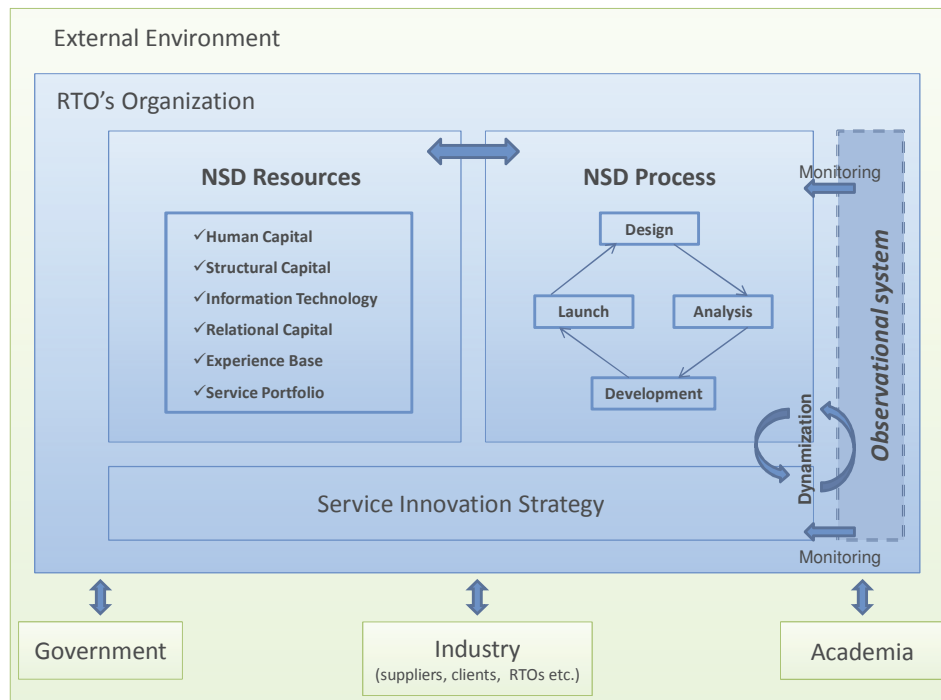 External Environment
RTO's Organization
NSD Resources
✓Human Capital
✓Structural Capital
✓Information Technology
✓Relational Capital
✓Experience Base
✓Service Portfolio
NSD Process
Design
Launch
Analysis
Development
Monitoring
Observational system
Dynamization
Service Innovation Strategy
Monitoring
Government
Industry
(suppliers, clients, RTOs etc.)
Academia